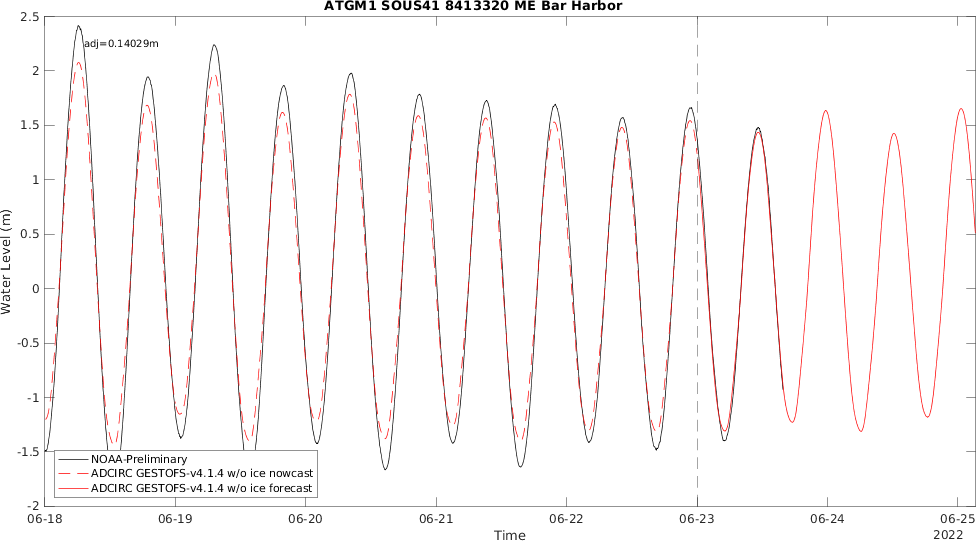 ATGM1 SOUS41 8413320 ME Bar Harbor
2.5
adj=0.14029m
2
1.5
1
0.5
0
-0.5
-1
-1.5
-2
Water Level (m)
NOAA-Preliminary
ADCIRC GESTOFS-v4.1.4 w/o ice nowcast
ADCIRC GESTOFS-v4.1.4 w/o ice forecast
06-18 06-19 06-20 06-21 06-22 06-23 06-24 06-25
Time
2022